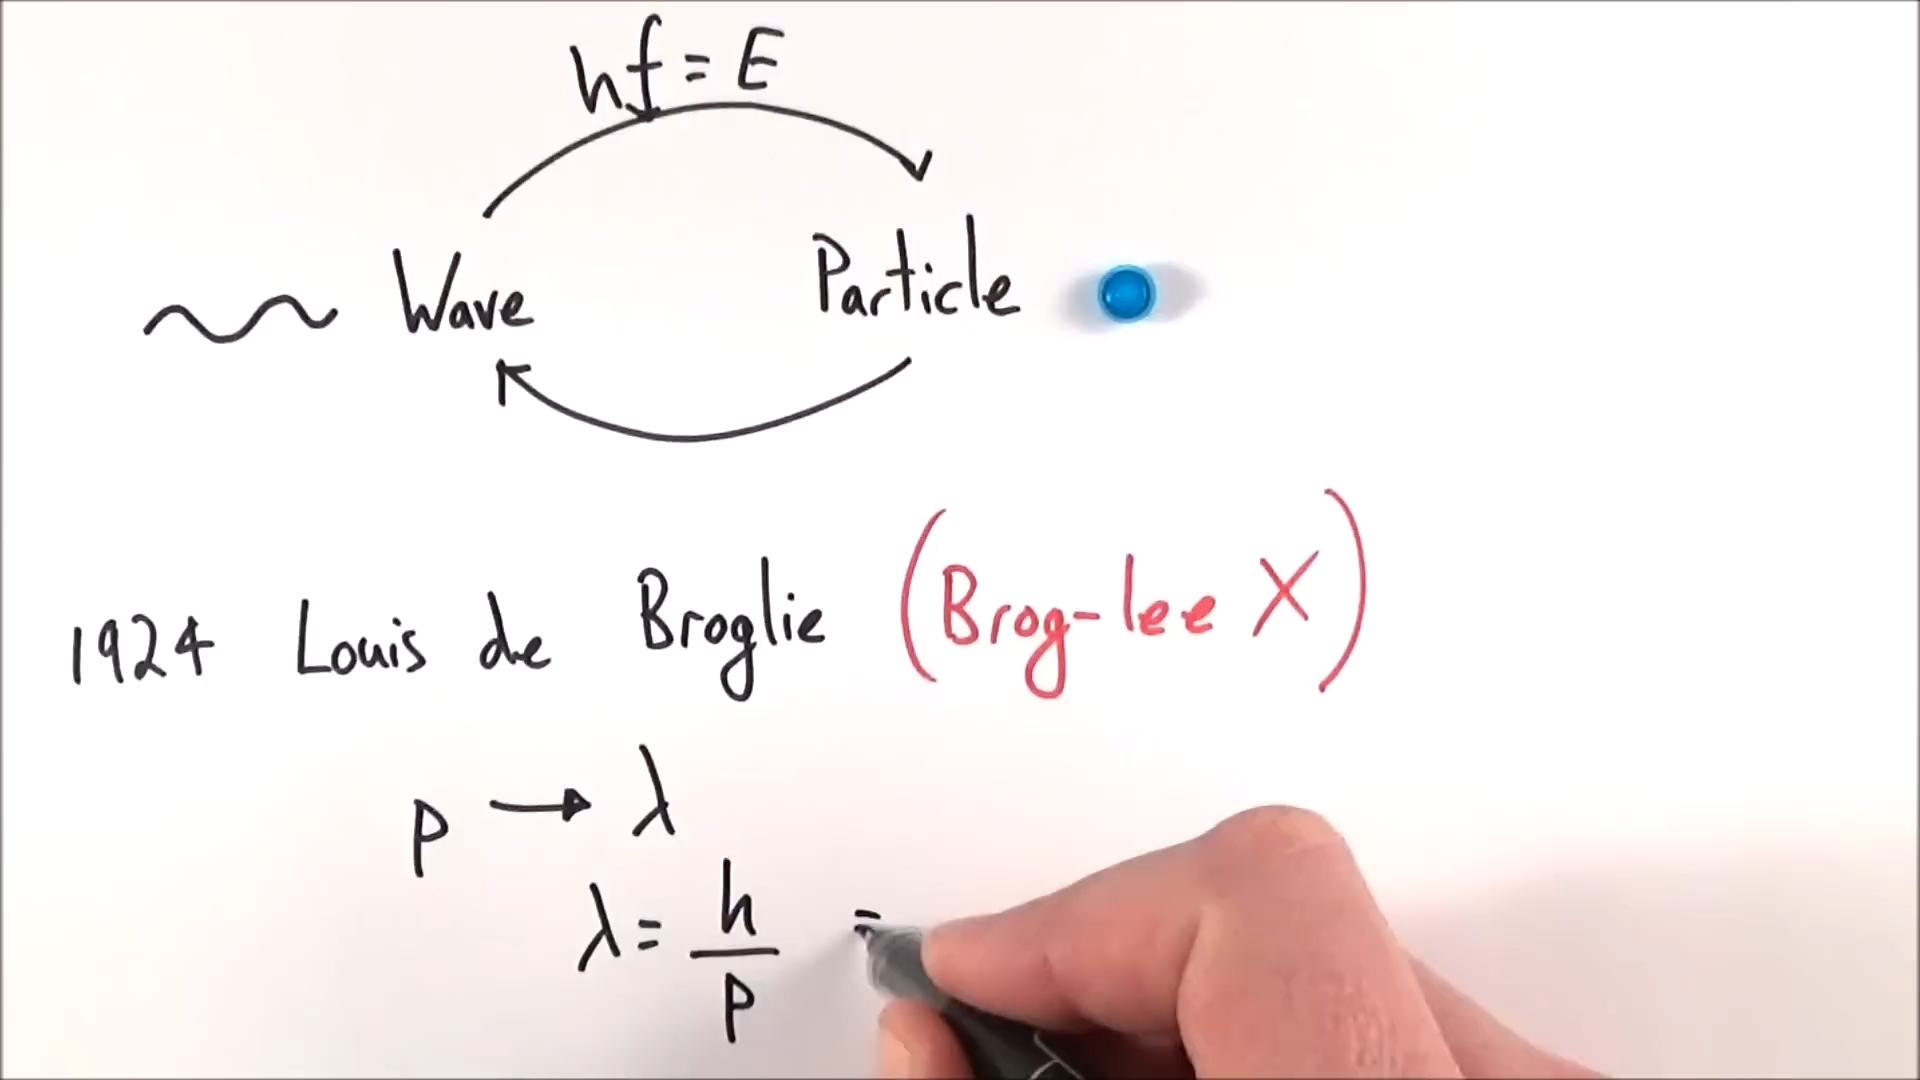 hf = E
Wave Particle
1924 Louis de Broglie (Brog-lee X)
p → λ
λ = h/p =